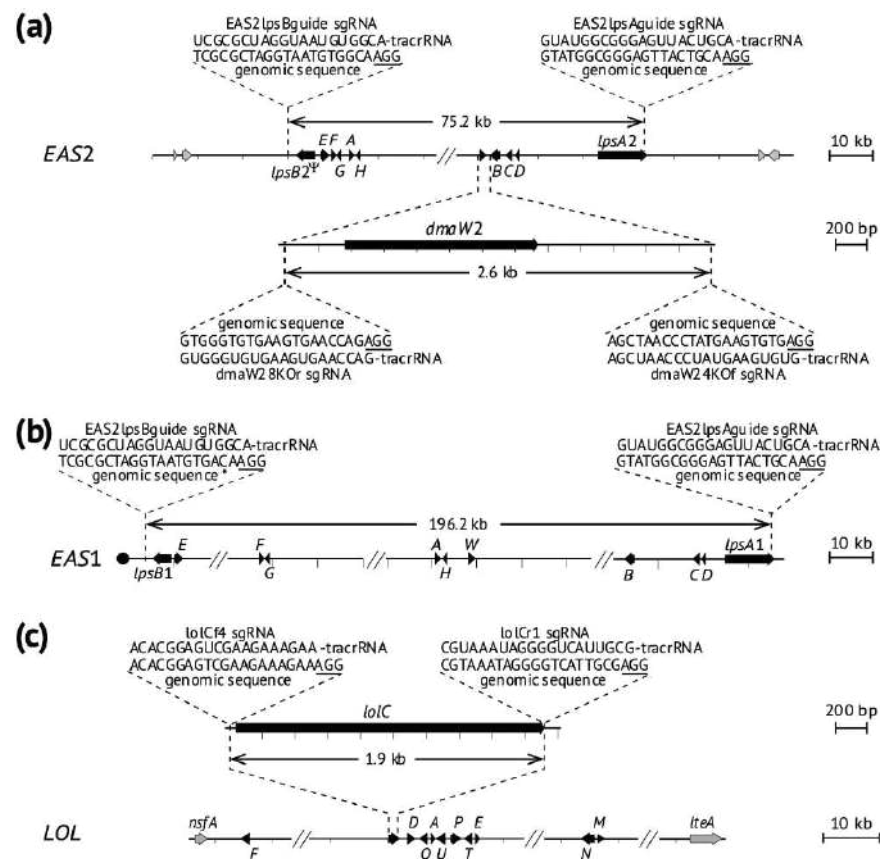 (a)
EAS2lpsBguide sgRNA
UCGCGCUAGGUAAUGUGGCA-tracrRNA
TCGCGCTAGGTAATGTGGCAAGG
genomic sequence
EAS2lpsAguide sgRNA
GUAUGGCGGGAGUUACUGCA-tracrRNA
GTATGGCGGGAGTTACTGCAAGG
genomic sequence
75.2 kb
EAS2
lpsB2Ψ
E F A
G H
B C D
lpsA2
10 kb
dmaW2
200 bp
2.6 kb
genomic sequence
GTGGGTGTGAAGTGAACCAGAGG
GUGGGUGUGAAGUGAACCAG-tracrRNA
dmaW28KOr sgRNA
genomic sequence
AGCTAACCCTATGAAGTGTGAGG
AGCUAACCCUAUGAAGUGUG-tracrRNA
dmaW24KOf sgRNA
(b)
EAS2lpsBguide sgRNA
UCGCGCUAGGUAAUGUGGCA-tracrRNA
TCGCGCTAGGTAATGTGACAAGG
genomic sequence *
EAS2lpsAguide sgRNA
GUAUGGCGGGAGUUACUGCA-tracrRNA
GTATGGCGGGAGTTACTGCAAGG
genomic sequence
196.2 kb
EAS1
lpsB1
E F A W
G H B C D
lpsA1
10 kb
(c)
lolCf4 sgRNA
ACACGGAGUCGAAGAAAGAA-tracrRNA
ACACGGAGTCGAAGAAAGAAAGG
genomic sequence
lolCr1 sgRNA
CGUAAAUAGGGGUCAUUGCG-tracrRNA
CGTAAATAGGGGTCATTGCGAGG
genomic sequence
lolC
200 bp
1.9 kb
LOL
nsfA
D A P E M
lteA
F O U T N
10 kb